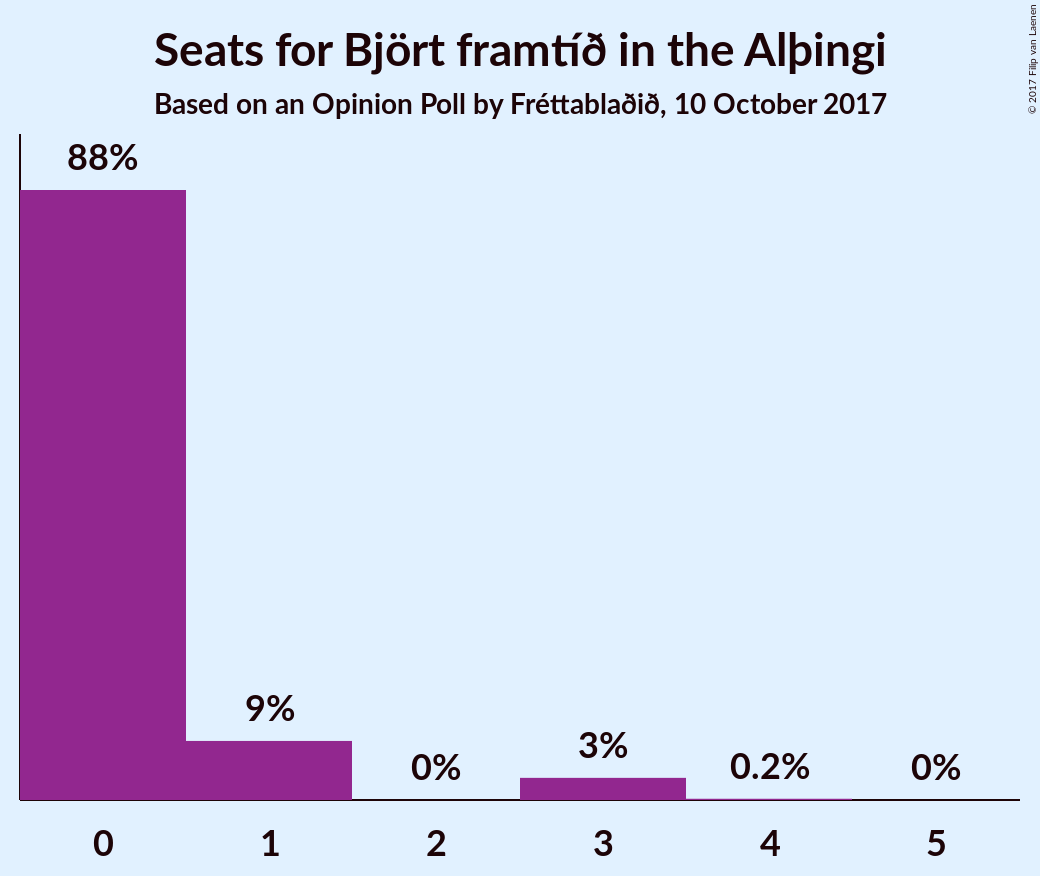 Seats for Björt framtíð in the Alþingi
Based on an Opinion Poll by Fréttablaðið, 10 October 2017
© 2017 Filip van Laenen
88%
9%
0%
3%
0.2%
0%
0 1 2 3 4 5